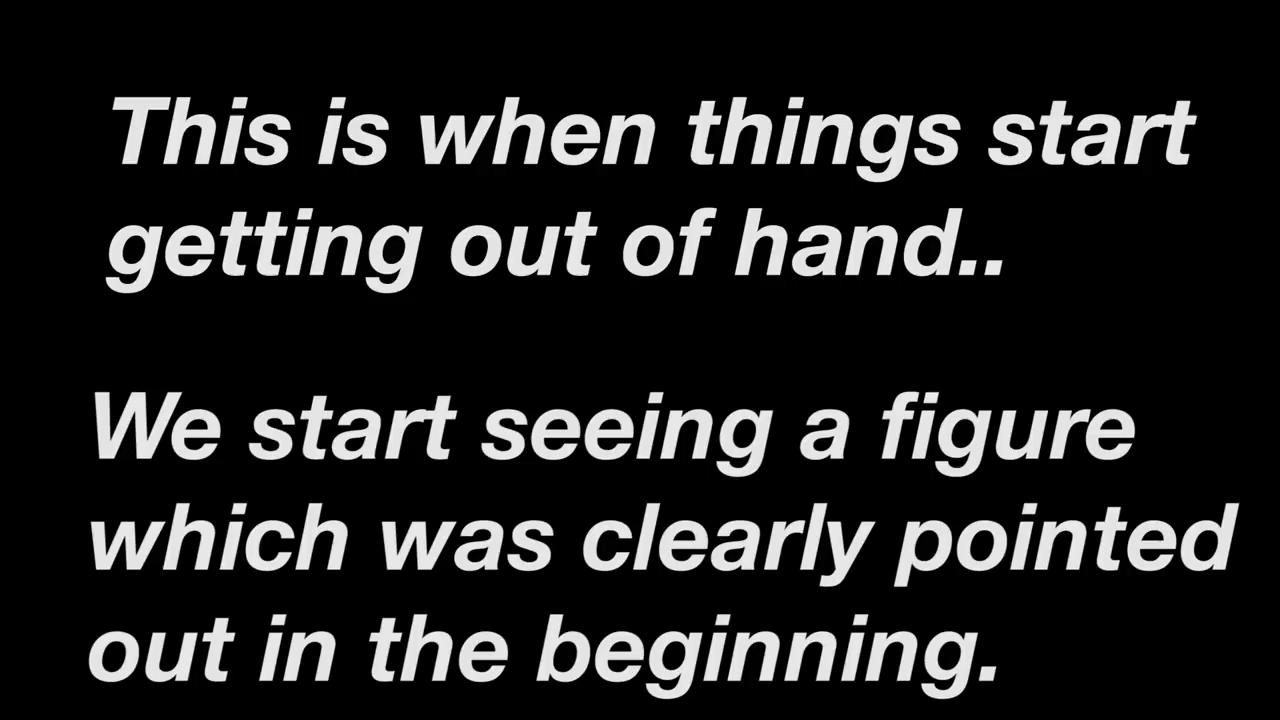 This is when things start
getting out of hand..
We start seeing a figure
which was clearly pointed
out in the beginning.